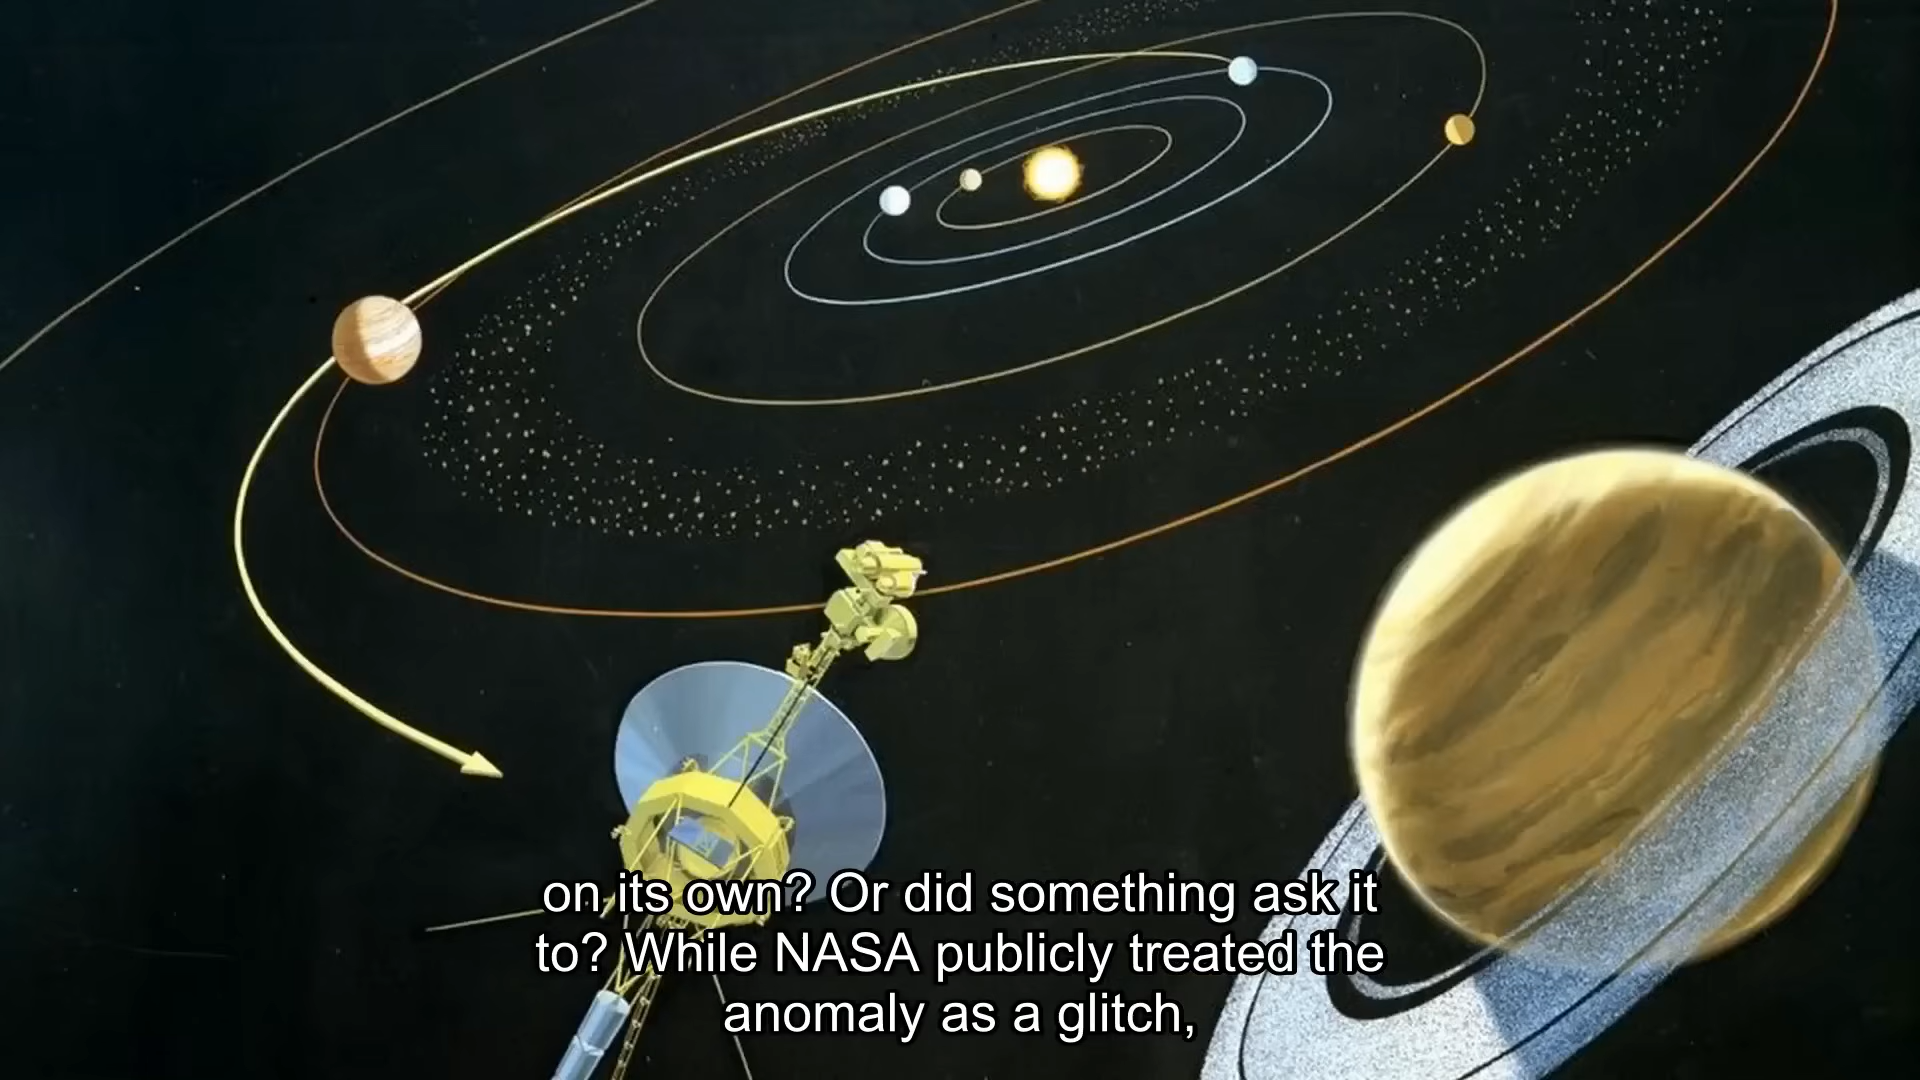 on its own? Or did something ask it
to? While NASA publicly treated the
anomaly as a glitch,